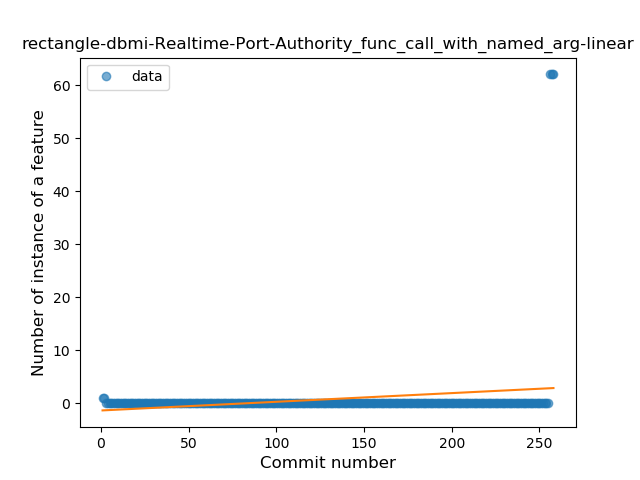 rectangle-dbmi-Realtime-Port-Authority_func_call_with_named_arg-linear
data
Number of instance of a feature
60
50
40
30
20
10
0
0 50 100 150 200 250
Commit number